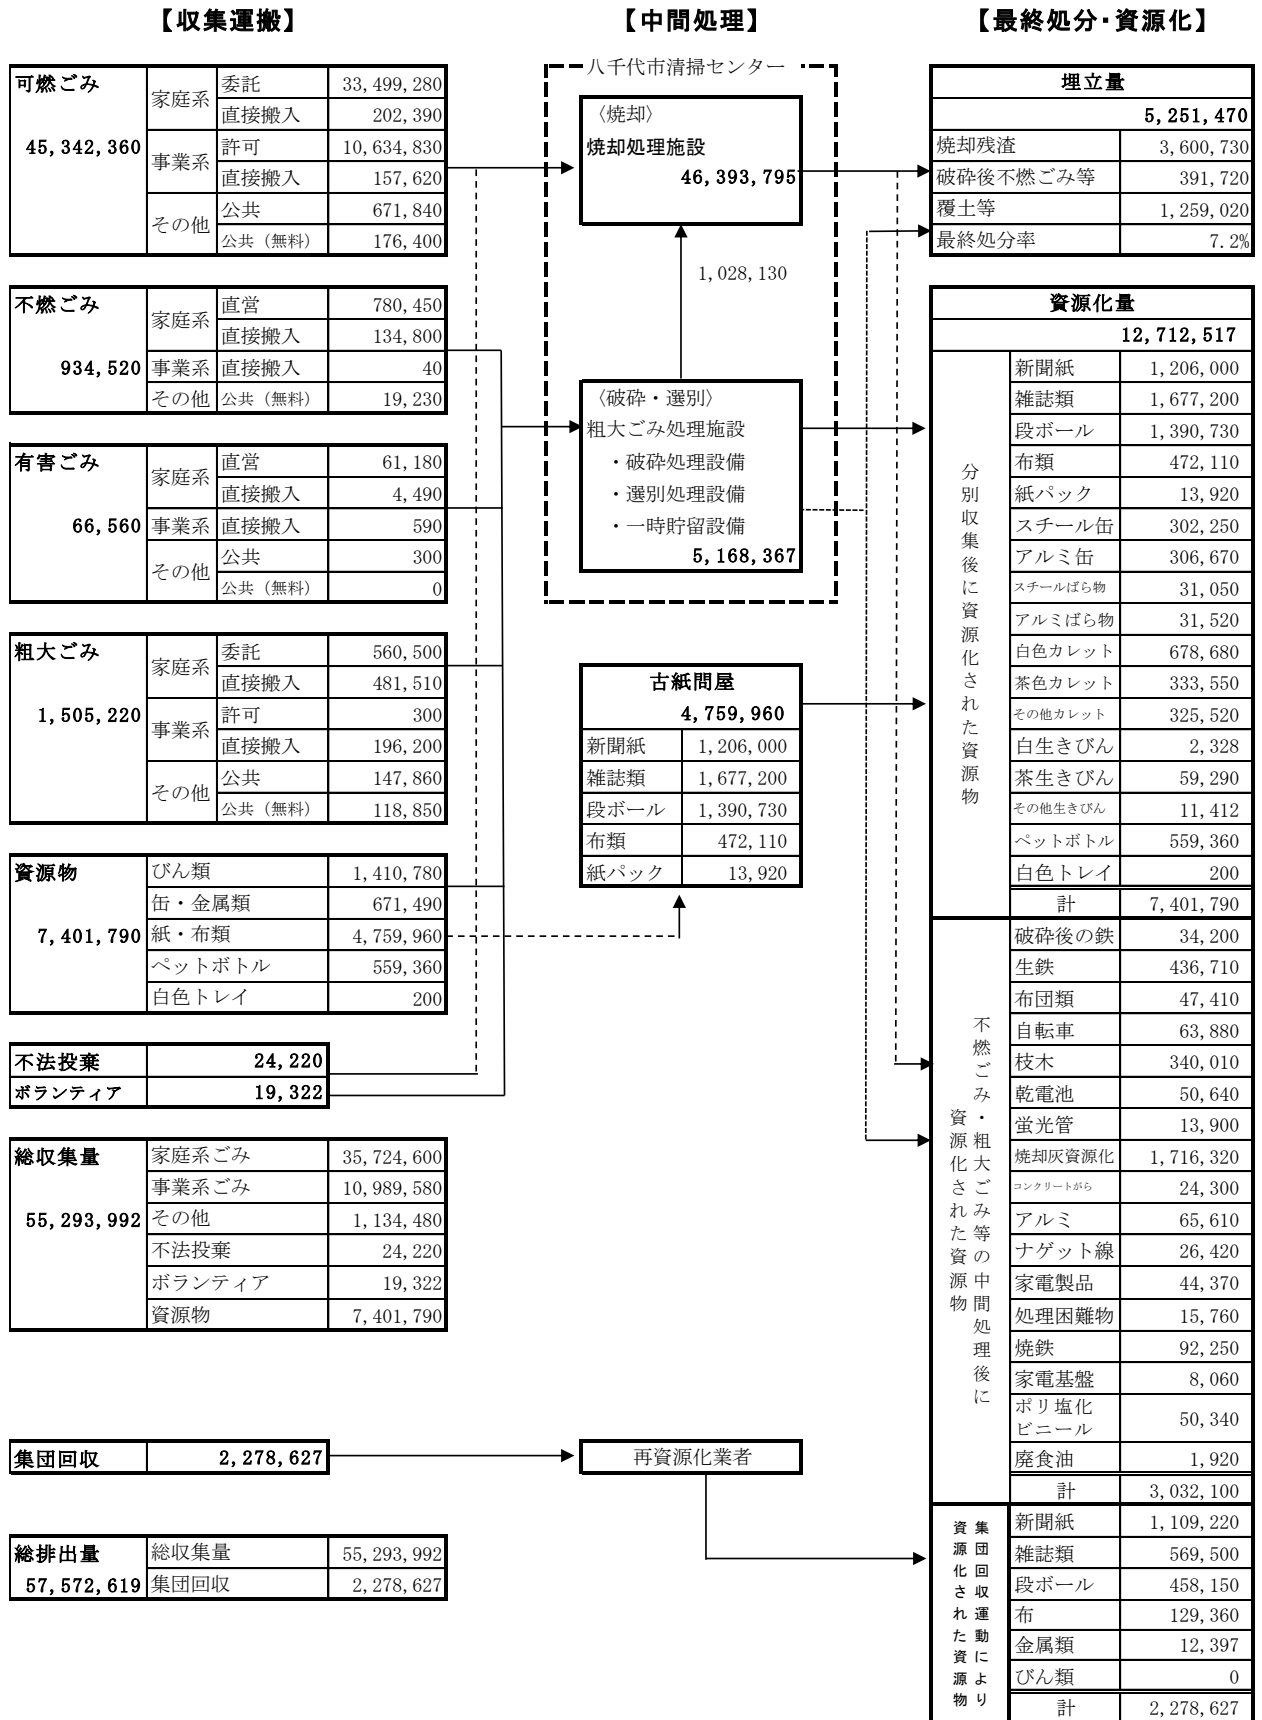 【収集運搬】
可燃ごみ 45,342,360
家庭系 委託 33,499,280
直接搬入 202,390
事業系 許可 10,634,830
直接搬入 157,620
その他 公共 671,840
公共（無料） 176,400
不燃ごみ 934,520
家庭系 直営 780,450
直接搬入 134,800
事業系 直接搬入 40
その他 公共（無料） 19,230
有害ごみ 66,560
家庭系 直営 61,180
直接搬入 4,490
事業系 直接搬入 590
その他 公共 300
公共（無料） 0
粗大ごみ 1,505,220
家庭系 委託 560,500
直接搬入 481,510
事業系 許可 300
直接搬入 196,200
その他 公共 147,860
公共（無料） 118,850
資源物 7,401,790
びん類 1,410,780
缶・金属類 671,490
紙・布類 4,759,960
ペットボトル 559,360
白色トレイ 200
不法投棄 24,220
ボランティア 19,322
総収集量 55,293,992
家庭系ごみ 35,724,600
事業系ごみ 10,989,580
その他 1,134,480
不法投棄 24,220
ボランティア 19,322
資源物 7,401,790
集団回収 2,278,627
総排出量 57,572,619
総収集量 55,293,992
集団回収 2,278,627
【中間処理】
八千代市清掃センター
〈焼却〉
焼却処理施設
46,393,795
1,028,130
〈破砕・選別〉
粗大ごみ処理施設
・破砕処理設備
・選別処理設備
・一時貯留設備
5,168,367
古紙問屋
4,759,960
新聞紙 1,206,000
雑誌類 1,677,200
段ボール 1,390,730
布類 472,110
紙パック 13,920
再資源化業者
【最終処分・資源化】
埋立量
5,251,470
焼却残渣 3,600,730
破砕後不燃ごみ等 391,720
覆土等 1,259,020
最終処分率 7.2%
資源化量
12,712,517
分別収集後に資源化された資源物
新聞紙 1,206,000
雑誌類 1,677,200
段ボール 1,390,730
布類 472,110
紙パック 13,920
スチール缶 302,250
アルミ缶 306,670
スチールばら物 31,050
アルミばら物 31,520
白色カレット 678,680
茶色カレット 333,550
その他カレット 325,520
白生きびん 2,328
茶生きびん 59,290
その他生きびん 11,412
ペットボトル 559,360
白色トレイ 200
計 7,401,790
不燃ごみ・粗大ごみ等の中間処理後に
資源化された資源物
破砕後の鉄 34,200
生鉄 436,710
布団類 47,410
自転車 63,880
枝木 340,010
乾電池 50,640
蛍光管 13,900
焼却灰資源化 1,716,320
コンクリートがら 24,300
アルミ 65,610
ナゲット線 26,420
家電製品 44,370
処理困難物 15,760
焼鉄 92,250
家電基盤 8,060
ポリ塩化
ビニール 50,340
廃食油 1,920
計 3,032,100
集団回収運動により
資源化された資源物
新聞紙 1,109,220
雑誌類 569,500
段ボール 458,150
布 129,360
金属類 12,397
びん類 0
計 2,278,627